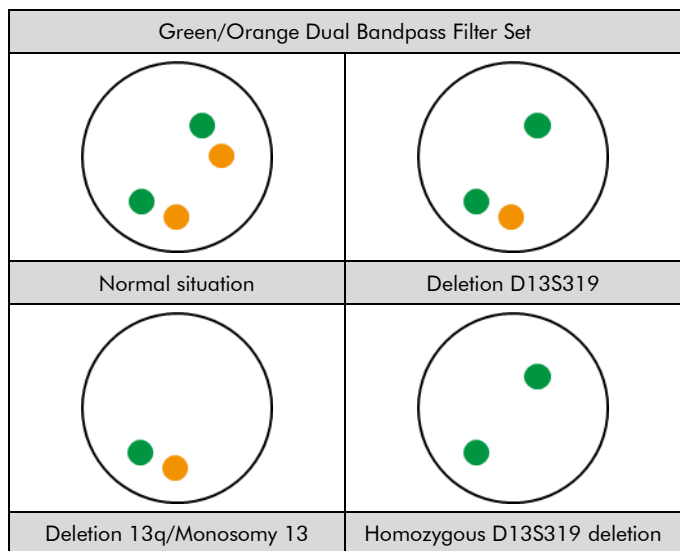 Green/Orange Dual Bandpass Filter Set
Normal situation
Deletion D13S319
Deletion 13q/Monosomy 13
Homozygous D13S319 deletion